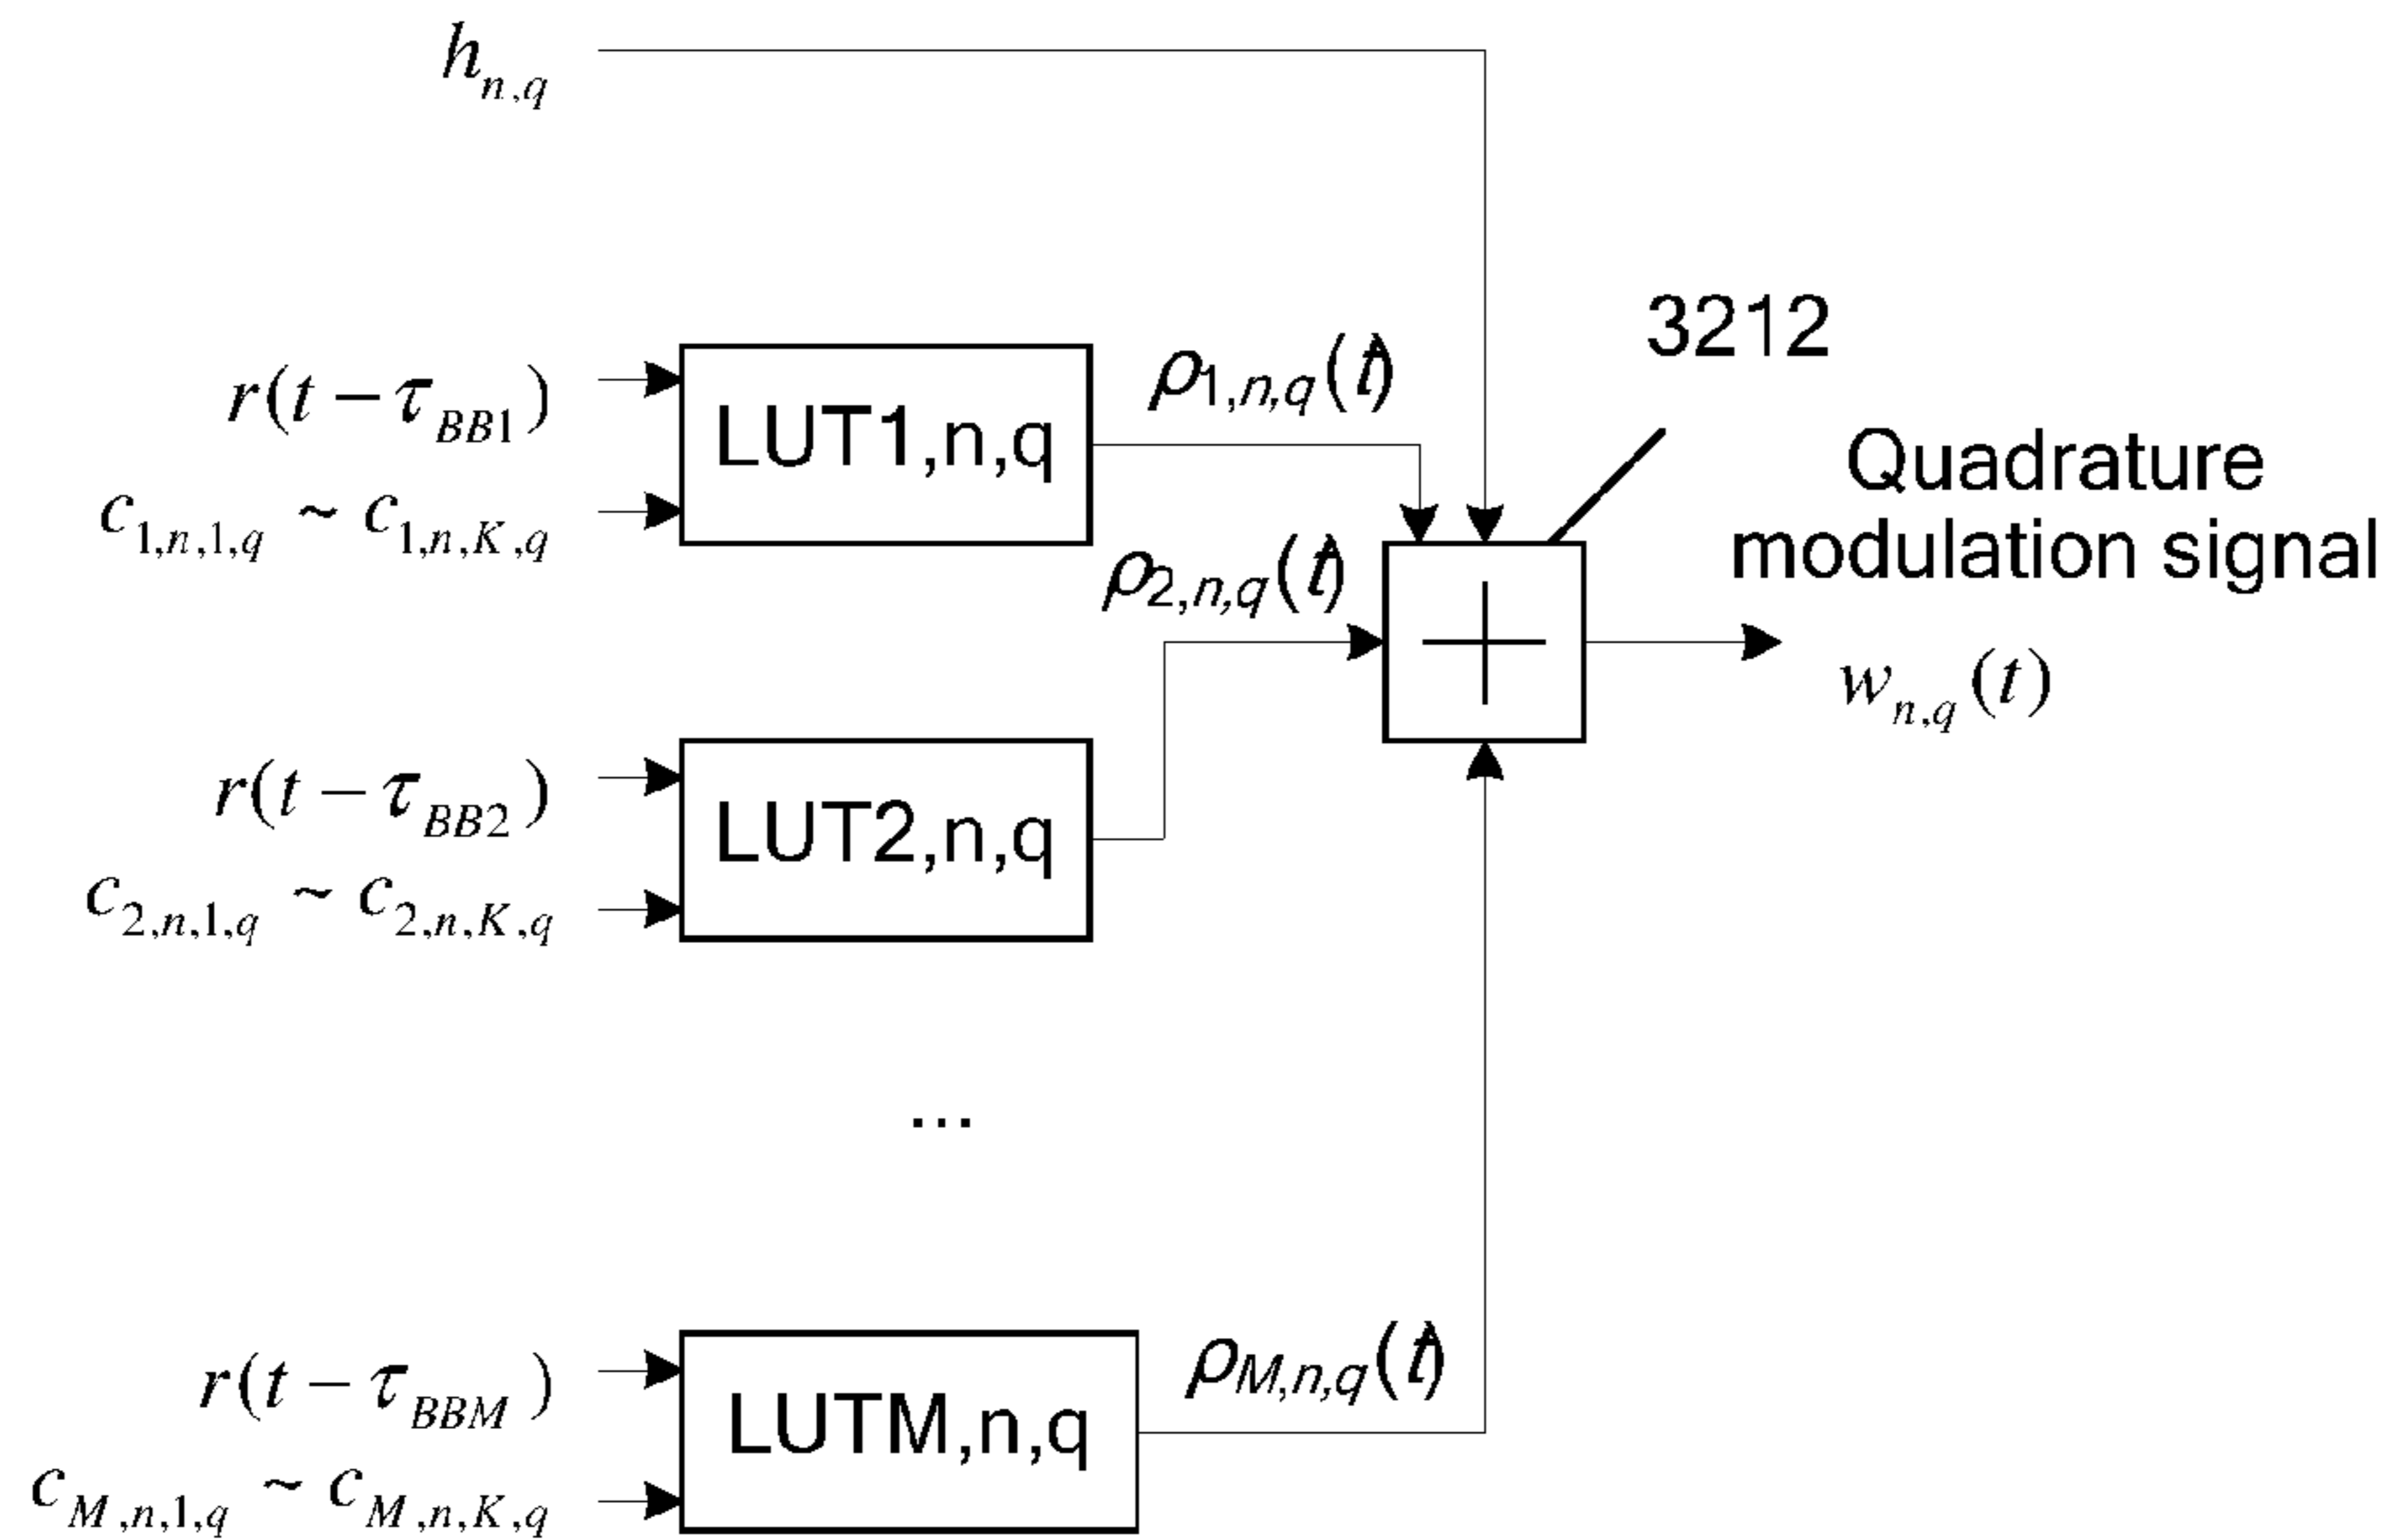 h_{n,q}
3212
r(t − τ_{BB1})
LUT1,n,q
ρ_{1,n,q}(t)
c_{1,n,1,q} ~ c_{1,n,K,q}
Quadrature
modulation signal
ρ_{2,n,q}(t)
+
w_{n,q}(t)
r(t − τ_{BB2})
LUT2,n,q
c_{2,n,1,q} ~ c_{2,n,K,q}
...
r(t − τ_{BBM})
LUTM,n,q
ρ_{M,n,q}(t)
c_{M,n,1,q} ~ c_{M,n,K,q}